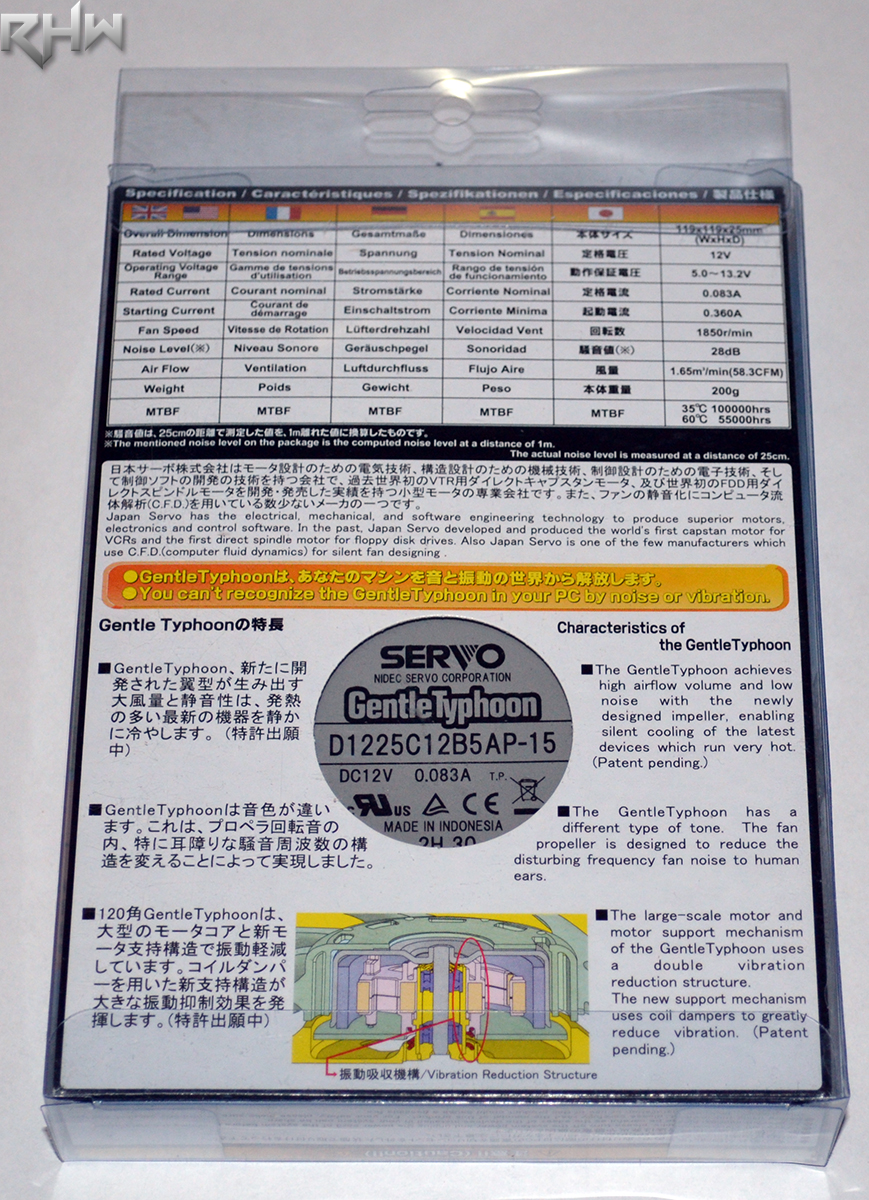 RHW
Specification / Caractéristiques / Spezifikationen / Especificaciones / 製品仕様
Overall Dimension Dimensions Gesamtmaße Dimensiones 本体サイズ 119x119x25mm (WxHxD)
Rated Voltage Tension nominale Spannung Tension Nominal 定格電圧 12V
Operating Voltage Range Gamme de tensions d'utilisation Betriebsspannungsbereich Rango de tensión de funcionamiento 動作保証電圧 5.0～13.2V
Rated Current Courant nominal Stromstärke Corriente Nominal 定格電流 0.083A
Starting Current Courant de démarrage Einschaltstrom Corriente Mínima 起動電流 0.360A
Fan Speed Vitesse de Rotation Lüfterdrehzahl Velocidad Vent 回転数 1850r/min
Noise Level(※) Niveau Sonore Geräuschpegel Sonoridad 騒音値(※) 28dB
Air Flow Ventilation Luftdurchfluss Flujo Aire 風量 1.65m³/min(58.3CFM)
Weight Poids Gewicht Peso 本体重量 200g
MTBF MTBF MTBF MTBF MTBF 35℃ 100000hrs
60℃ 55000hrs
※騒音値は、25cmの距離で測定した値を、1m離れた値に換算したものです。
※The mentioned noise level on the package is the computed noise level at a distance of 1m.
The actual noise level is measured at a distance of 25cm.
日本サーボ株式会社はモータ設計のための電気技術、構造設計のための機械技術、制御設計のための電子技術、そし
て制御ソフトの開発の技術を持つ会社で、過去世界初のVTR用ダイレクトキャプスタンモータ、及び世界初のFDD用ダイ
レクトスピンドルモータを開発・発売した実績を持つ小型モータの専業会社です。また、ファンの静音化にコンピュータ流
体解析(C.F.D.)を用いている数少ないメーカの一つです。
Japan Servo has the electrical, mechanical, and software engineering technology to produce superior motors,
electronics and control software. In the past, Japan Servo developed and produced the world's first capstan motor for
VCRs and the first direct spindle motor for floppy disk drives. Also Japan Servo is one of the few manufacturers which
use C.F.D.(computer fluid dynamics) for silent fan designing .
●GentleTyphoonは、あなたのマシンを音と振動の世界から解放します。
●You can't recognize the GentleTyphoon in your PC by noise or vibration.
Gentle Typhoonの特長
■GentleTyphoon、新たに開
発された翼型が生み出す
大風量と静音性は、発熱
の多い最新の機器を静か
に冷やします。（特許出願
中）
■GentleTyphoonは音色が違い
ます。これは、プロペラ回転音の
内、特に耳障りな騒音周波数の構
造を変えることによって実現しました。
■120角GentleTyphoonは、
大型のモータコアと新モ
ータ支持構造で振動軽減
しています。コイルダンパ
ーを用いた新支持構造が
大きな振動抑制効果を発
揮します。（特許出願中）
SERVO
NIDEC SERVO CORPORATION
GentleTyphoon
D1225C12B5AP-15
DC12V 0.083A T.P.
c RU US CE
MADE IN INDONESIA
2H 30
Characteristics of
the GentleTyphoon
■The GentleTyphoon achieves
high airflow volume and low
noise with the newly
designed impeller, enabling
silent cooling of the latest
devices which run very hot.
(Patent pending.)
■The GentleTyphoon has a
different type of tone. The fan
propeller is designed to reduce the
disturbing frequency fan noise to human
ears.
■The large-scale motor and
motor support mechanism
of the GentleTyphoon uses
a double vibration
reduction structure.
The new support mechanism
uses coil dampers to greatly
reduce vibration. (Patent
pending.)
振動吸収機構/Vibration Reduction Structure